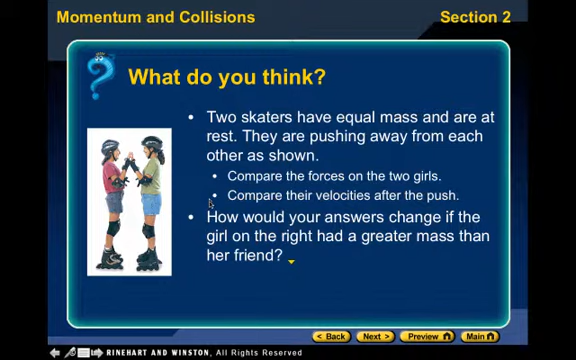 Momentum and Collisions
Section 2
What do you think?
• Two skaters have equal mass and are at
rest. They are pushing away from each
other as shown.
• Compare the forces on the two girls.
• Compare their velocities after the push.
• How would your answers change if the
girl on the right had a greater mass than
her friend?
< Back
Next >
Preview
Main
RINEHART AND WINSTON, All Rights Reserved